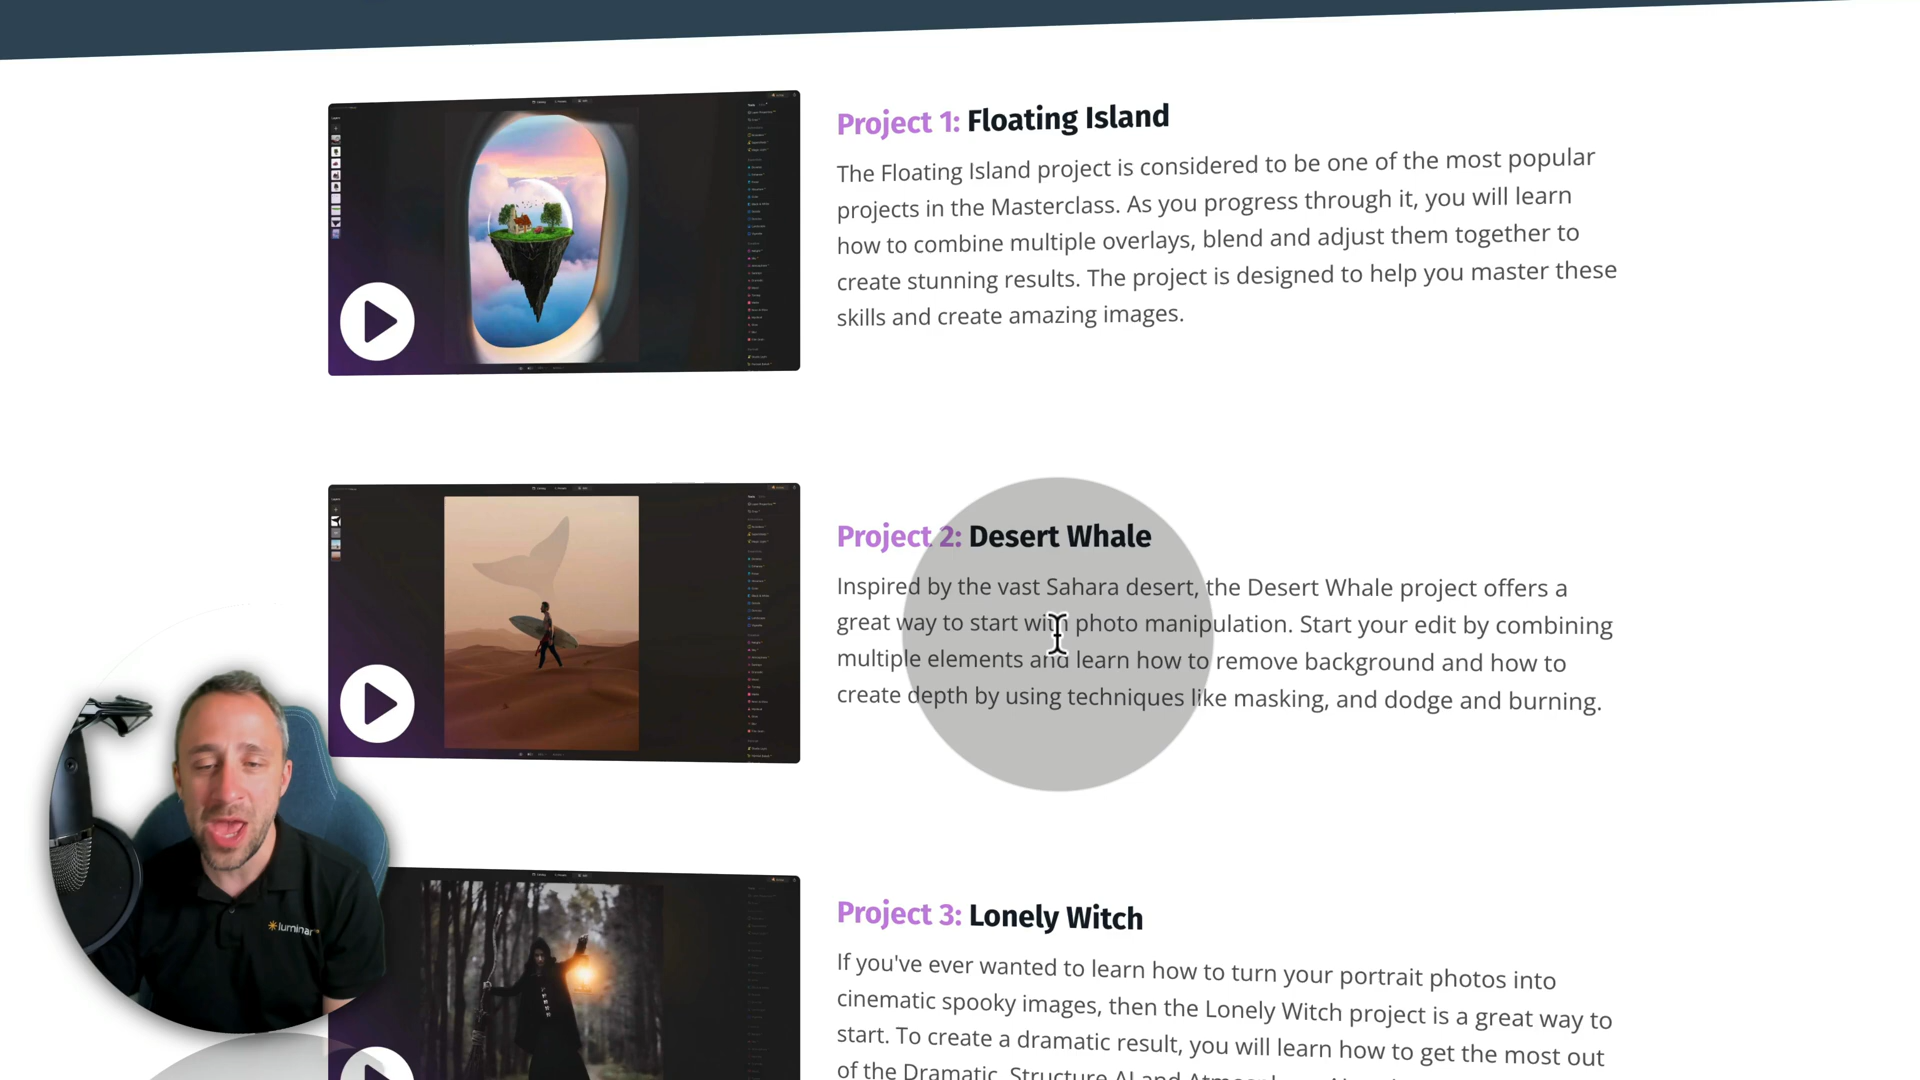 Project 1: Floating Island
The Floating Island project is considered to be one of the most popular
projects in the Masterclass. As you progress through it, you will learn
how to combine multiple overlays, blend and adjust them together to
create stunning results. The project is designed to help you master these
skills and create amazing images.
Project 2: Desert Whale
Inspired by the vast Sahara desert, the Desert Whale project offers a
great way to start with photo manipulation. Start your edit by combining
multiple elements and learn how to remove background and how to
create depth by using techniques like masking, and dodge and burning.
luminar
Project 3: Lonely Witch
If you've ever wanted to learn how to turn your portrait photos into
cinematic spooky images, then the Lonely Witch project is a great way to
start. To create a dramatic result, you will learn how to get the most out
of the Dramatic, Structure AI and